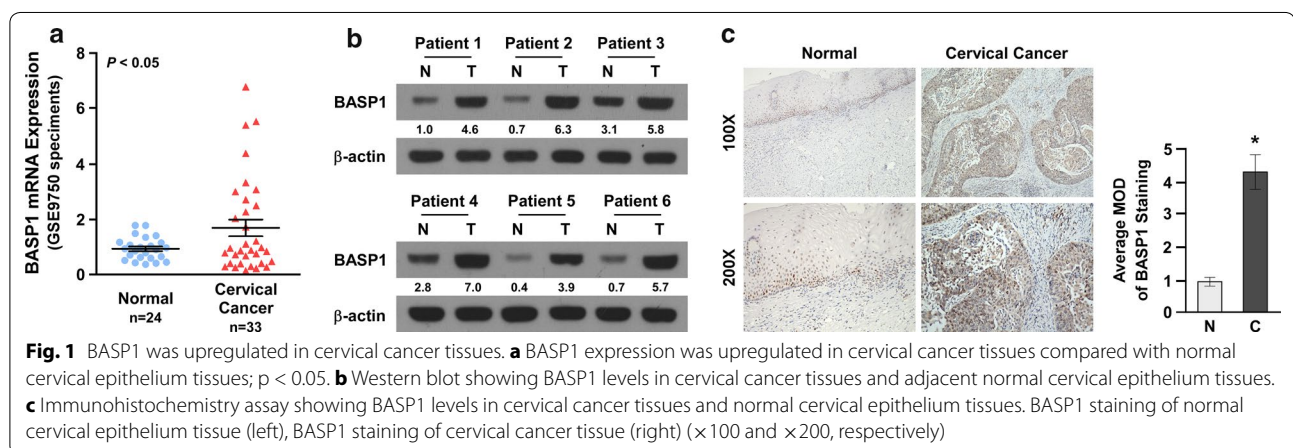 a
BASP1 mRNA Expression
(GSE9750 speciments)
8
6
4
2
0
P < 0.05
Normal
n=24
Cervical
Cancer
n=33
b
Patient 1 Patient 2 Patient 3
N T N T N T
BASP1
1.0 4.6 0.7 6.3 3.1 5.8
β-actin
Patient 4 Patient 5 Patient 6
N T N T N T
BASP1
2.8 7.0 0.4 3.9 0.7 5.7
β-actin
c
Normal Cervical Cancer
100X
200X
Average MOD
of BASP1 Staining
5
4
3
2
1
0
*
N C
Fig. 1 BASP1 was upregulated in cervical cancer tissues. a BASP1 expression was upregulated in cervical cancer tissues compared with normal
cervical epithelium tissues; p < 0.05. b Western blot showing BASP1 levels in cervical cancer tissues and adjacent normal cervical epithelium tissues.
c Immunohistochemistry assay showing BASP1 levels in cervical cancer tissues and normal cervical epithelium tissues. BASP1 staining of normal
cervical epithelium tissue (left), BASP1 staining of cervical cancer tissue (right) (×100 and ×200, respectively)